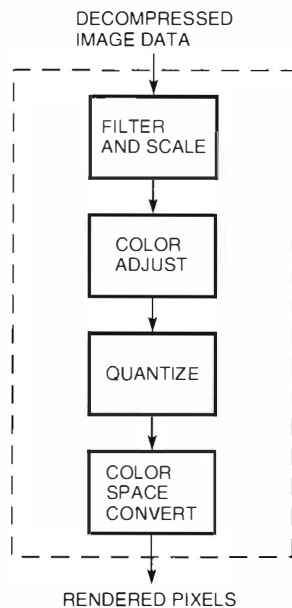 DECOMPRESSED
IMAGE DATA
FILTER
AND SCALE
COLOR
ADJUST
QUANTIZE
COLOR
SPACE
CONVERT
RENDERED PIXELS